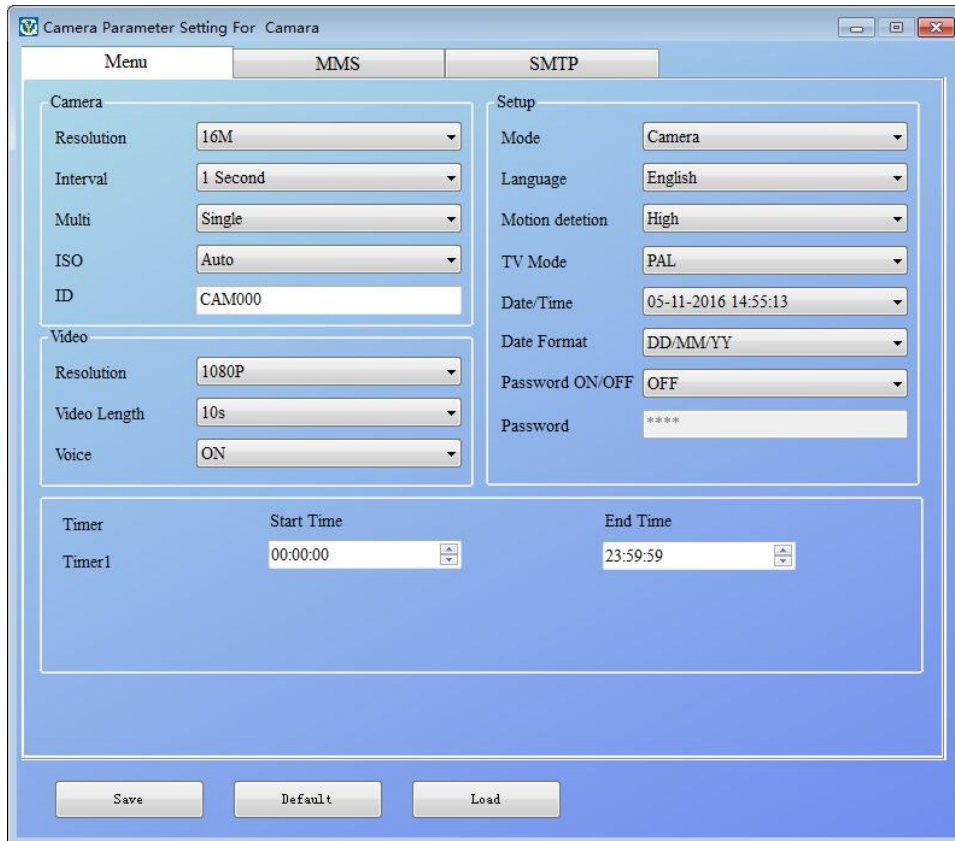 Camera Parameter Setting For Camara
Menu MMS SMTP
Camera
Resolution 16M
Interval 1 Second
Multi Single
ISO Auto
ID CAM000
Video
Resolution 1080P
Video Length 10s
Voice ON
Setup
Mode Camera
Language English
Motion detetion High
TV Mode PAL
Date/Time 05-11-2016 14:55:13
Date Format DD/MM/YY
Password ON/OFF OFF
Password ****
Timer Start Time End Time
Timer1 00:00:00 23:59:59
Save Default Load